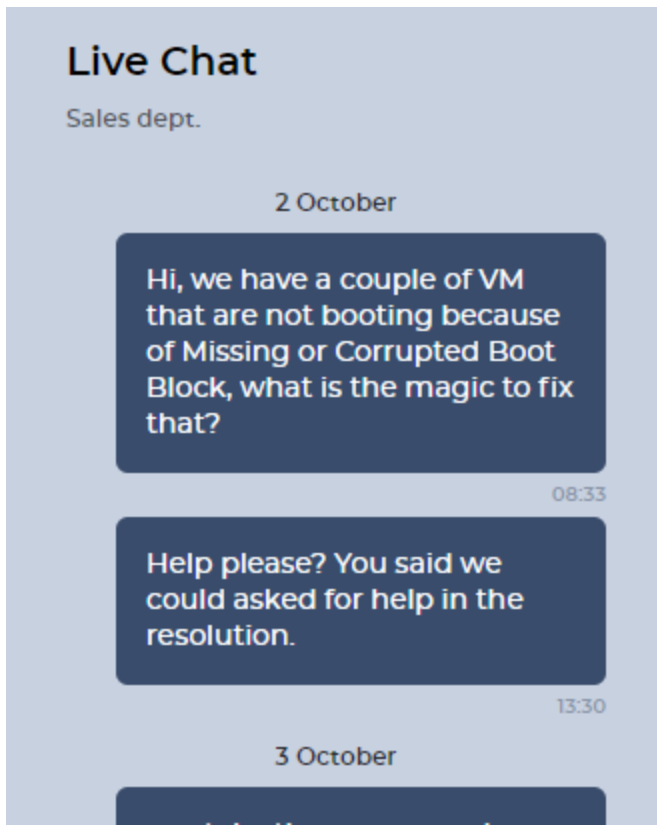 Live Chat
Sales dept.
2 October
Hi, we have a couple of VM
that are not booting because
of Missing or Corrupted Boot
Block, what is the magic to fix
that?
08:33
Help please? You said we
could asked for help in the
resolution.
13:30
3 October